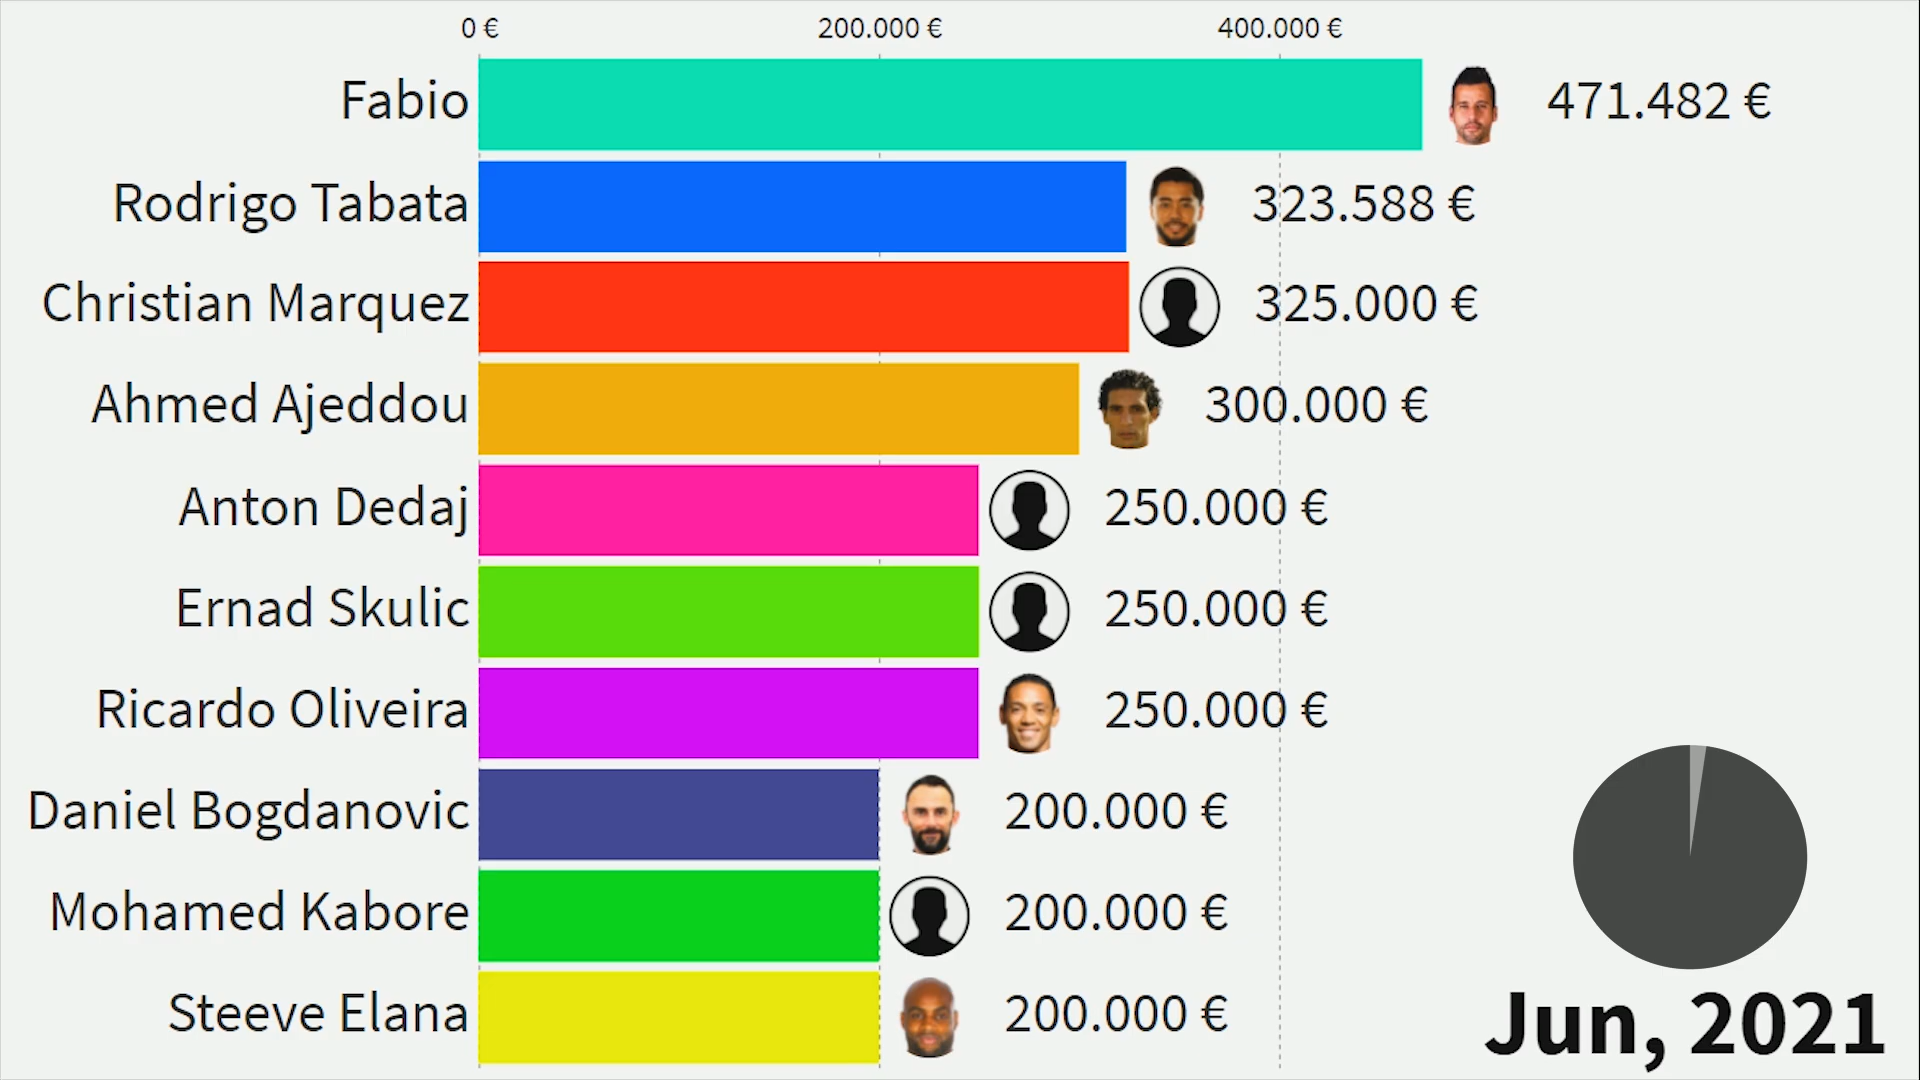 0 € 200.000 € 400.000 €
Fabio 471.482 €
Rodrigo Tabata 323.588 €
Christian Marquez 325.000 €
Ahmed Ajeddou 300.000 €
Anton Dedaj 250.000 €
Ernad Skulic 250.000 €
Ricardo Oliveira 250.000 €
Daniel Bogdanovic 200.000 €
Mohamed Kabore 200.000 €
Steeve Elana 200.000 €
Jun, 2021